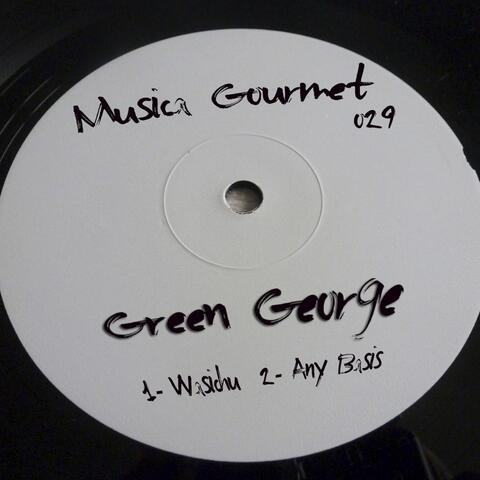 Musica Gourmet
029
Green George
1- Wasichu 2- Any Basis